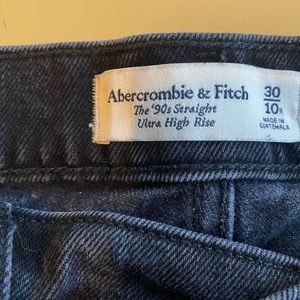 Abercrombie & Fitch
The '90s Straight
Ultra High Rise
30
10R
MADE IN
GUATEMALA